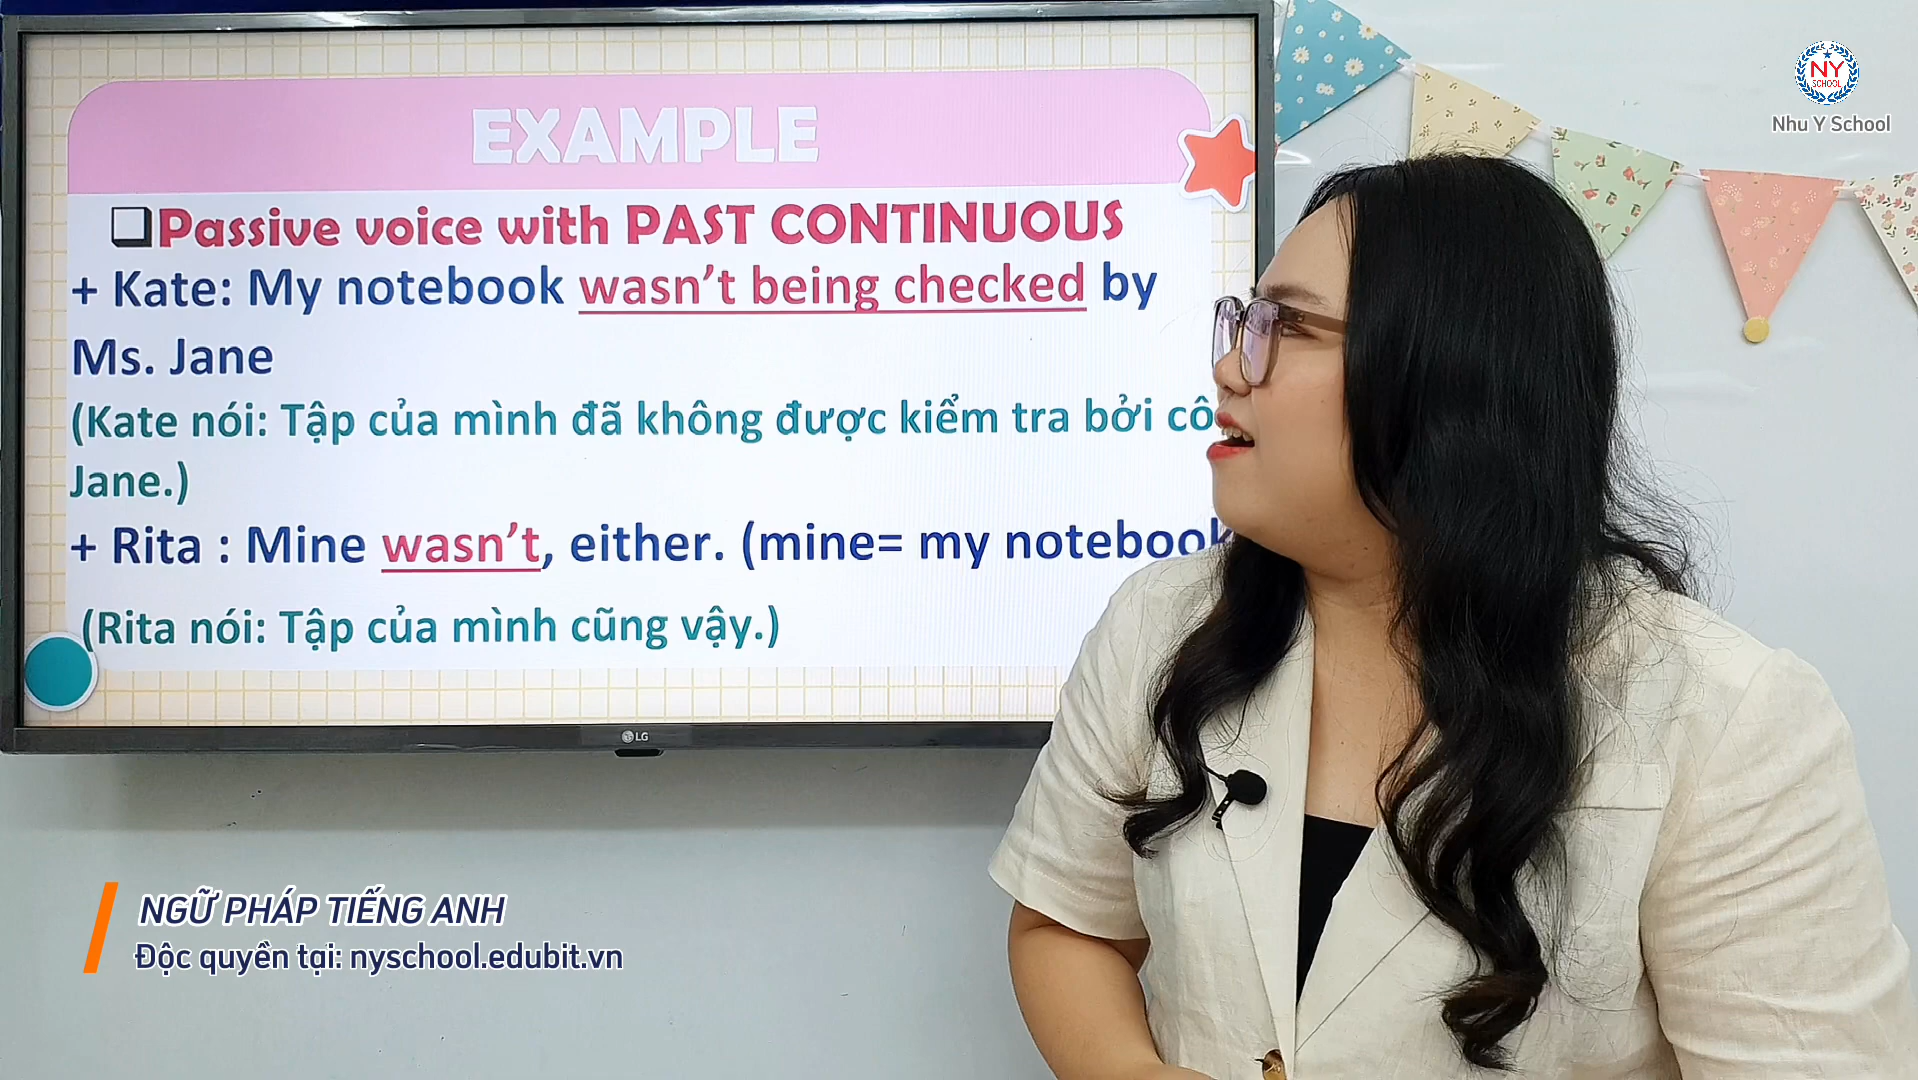 EXAMPLE
Passive voice with PAST CONTINUOUS
+ Kate: My notebook wasn't being checked by
Ms. Jane
(Kate nói: Tập của mình đã không được kiểm tra bởi cô
Jane.)
+ Rita : Mine wasn't, either. (mine= my notebook
(Rita nói: Tập của mình cũng vậy.)
LG
NY
SCHOOL
Nhu Y School
NGỮ PHÁP TIẾNG ANH
Độc quyền tại: nyschool.edubit.vn